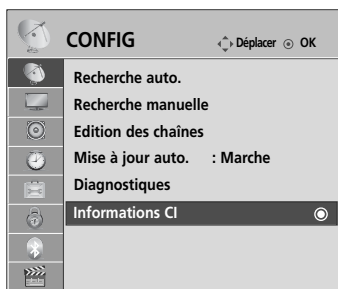 CONFIG Déplacer OK
Recherche auto.
Recherche manuelle
Edition des chaînes
Mise à jour auto. : Marche
Diagnostiques
Informations CI